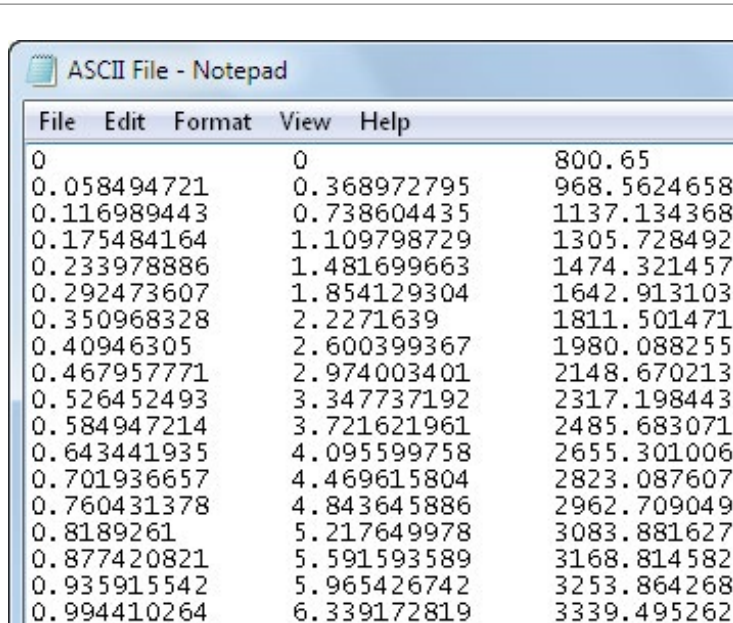 ASCII File - Notepad
File Edit Format View Help
0 0 800.65
0.058494721 0.368972795 968.5624658
0.116989443 0.738604435 1137.134368
0.175484164 1.109798729 1305.728492
0.233978886 1.481699663 1474.321457
0.292473607 1.854129304 1642.913103
0.350968328 2.2271639 1811.501471
0.40946305 2.600399367 1980.088255
0.467957771 2.974003401 2148.670213
0.526452493 3.347737192 2317.198443
0.584947214 3.721621961 2485.683071
0.643441935 4.095599758 2655.301006
0.701936657 4.469615804 2823.087607
0.760431378 4.843645886 2962.709049
0.8189261 5.217649978 3083.881627
0.877420821 5.591593589 3168.814582
0.935915542 5.965426742 3253.864268
0.994410264 6.339172819 3339.495262